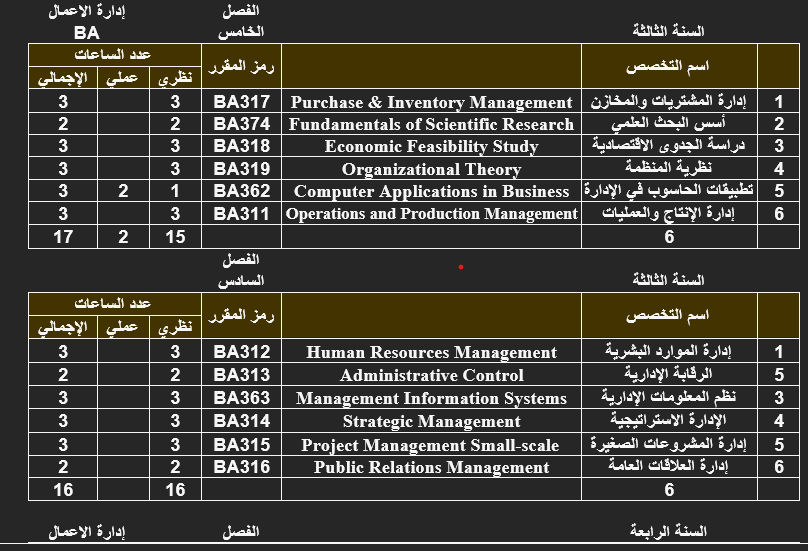 السنة الثالثة الفصل الخامس إدارة الاعمال BA
اسم التخصص رمز المقرر عدد الساعات
نظري عملي الإجمالي
1 إدارة المشتريات والمخازن Purchase & Inventory Management BA317 3 3
2 أسس البحث العلمي Fundamentals of Scientific Research BA374 2 2
3 دراسة الجدوى الاقتصادية Economic Feasibility Study BA318 3 3
4 نظرية المنظمة Organizational Theory BA319 3 3
5 تطبيقات الحاسوب في الإدارة Computer Applications in Business BA362 1 2 3
6 إدارة الإنتاج والعمليات Operations and Production Management BA311 3 3
6 15 2 17
السنة الثالثة الفصل السادس
اسم التخصص رمز المقرر عدد الساعات
نظري عملي الإجمالي
1 إدارة الموارد البشرية Human Resources Management BA312 3 3
5 الرقابة الإدارية Administrative Control BA313 2 2
3 نظم المعلومات الإدارية Management Information Systems BA363 3 3
4 الإدارة الاستراتيجية Strategic Management BA314 3 3
5 إدارة المشروعات الصغيرة Project Management Small-scale BA315 3 3
6 إدارة العلاقات العامة Public Relations Management BA316 2 2
6 16 16
السنة الرابعة الفصل إدارة الاعمال